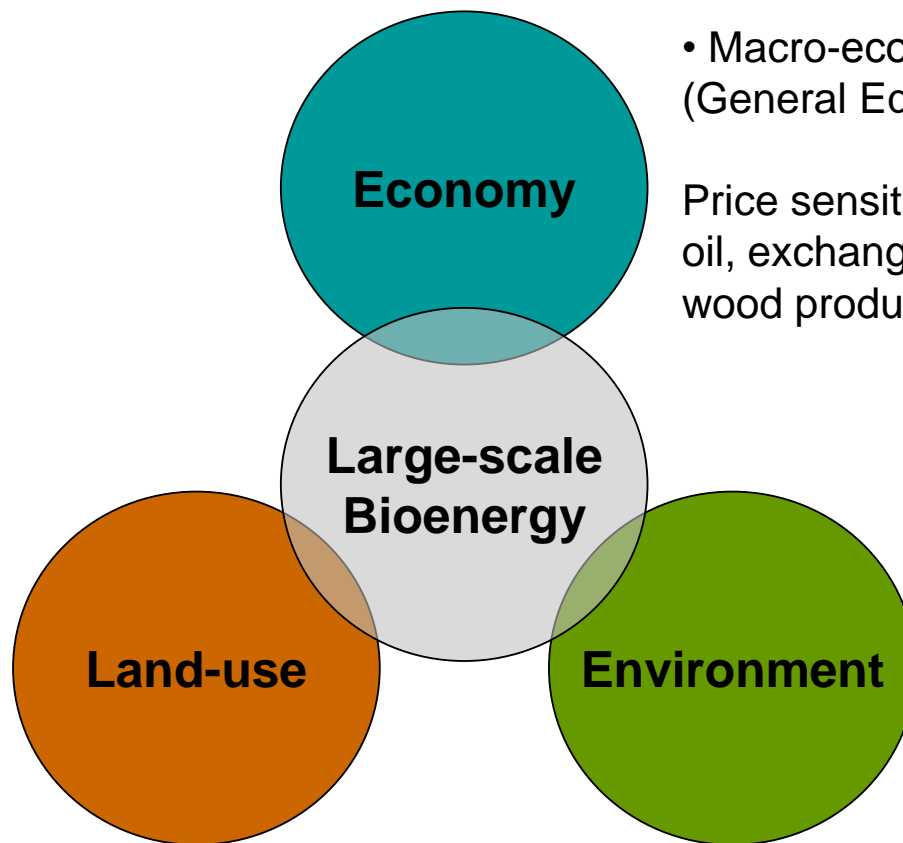 • Macro-eco
(General Ec
Price sensit
oil, exchang
wood produ
Economy
Large-scale
Bioenergy
Land-use
Environment